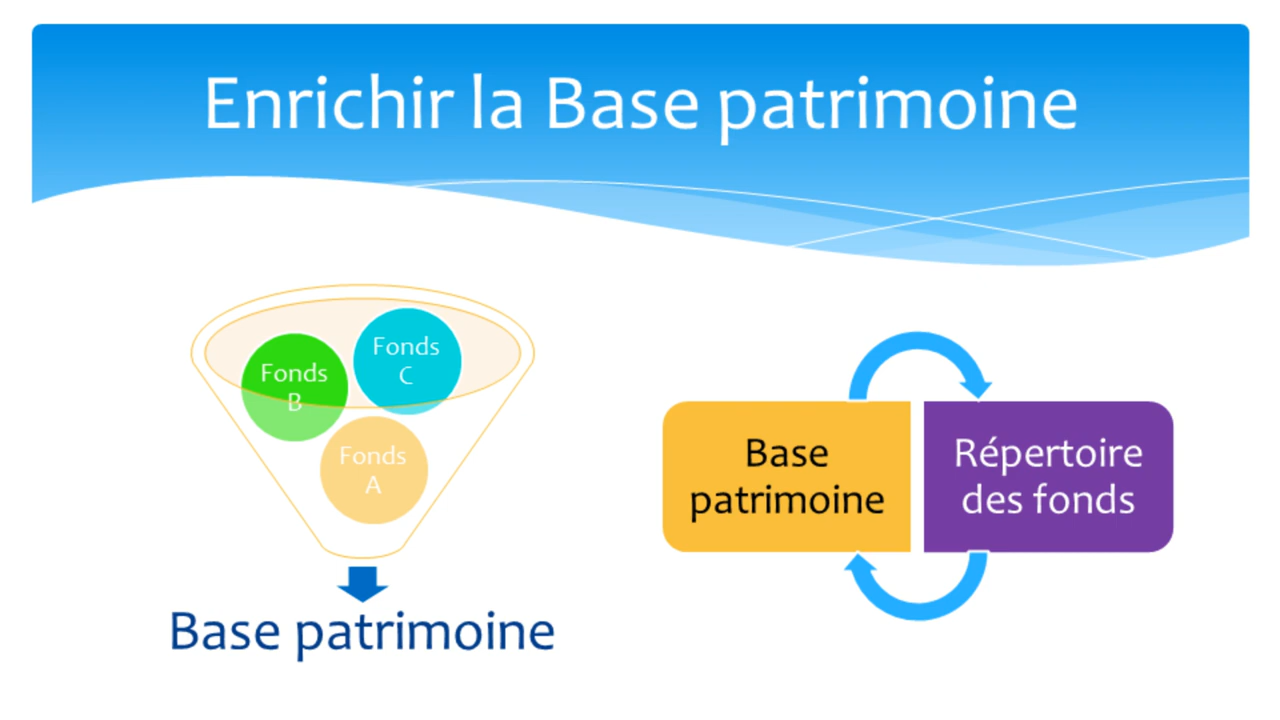 Enrichir la Base patrimoine
Fonds
B
Fonds
C
Fonds
A
Base patrimoine
Base
patrimoine
Répertoire
des fonds